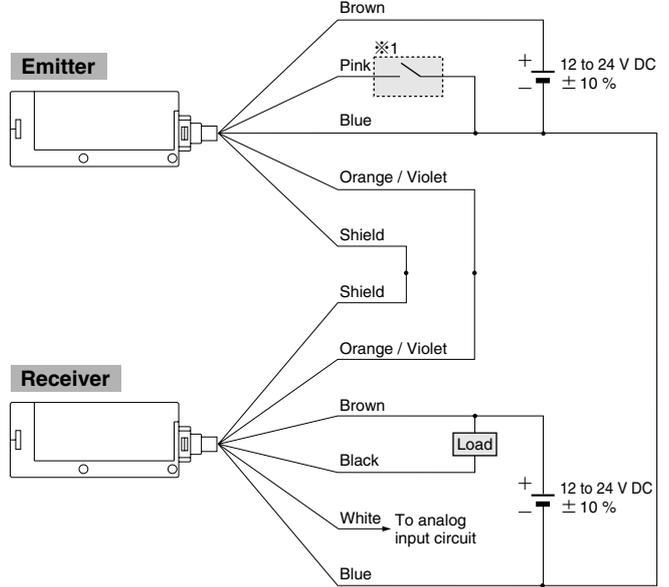 Brown
※1
Emitter
Pink
+
12 to 24 V DC
−
± 10 %
Blue
Orange / Violet
Shield
Shield
Orange / Violet
Receiver
Brown
Load
Black
+
12 to 24 V DC
−
± 10 %
White
To analog
input circuit
Blue